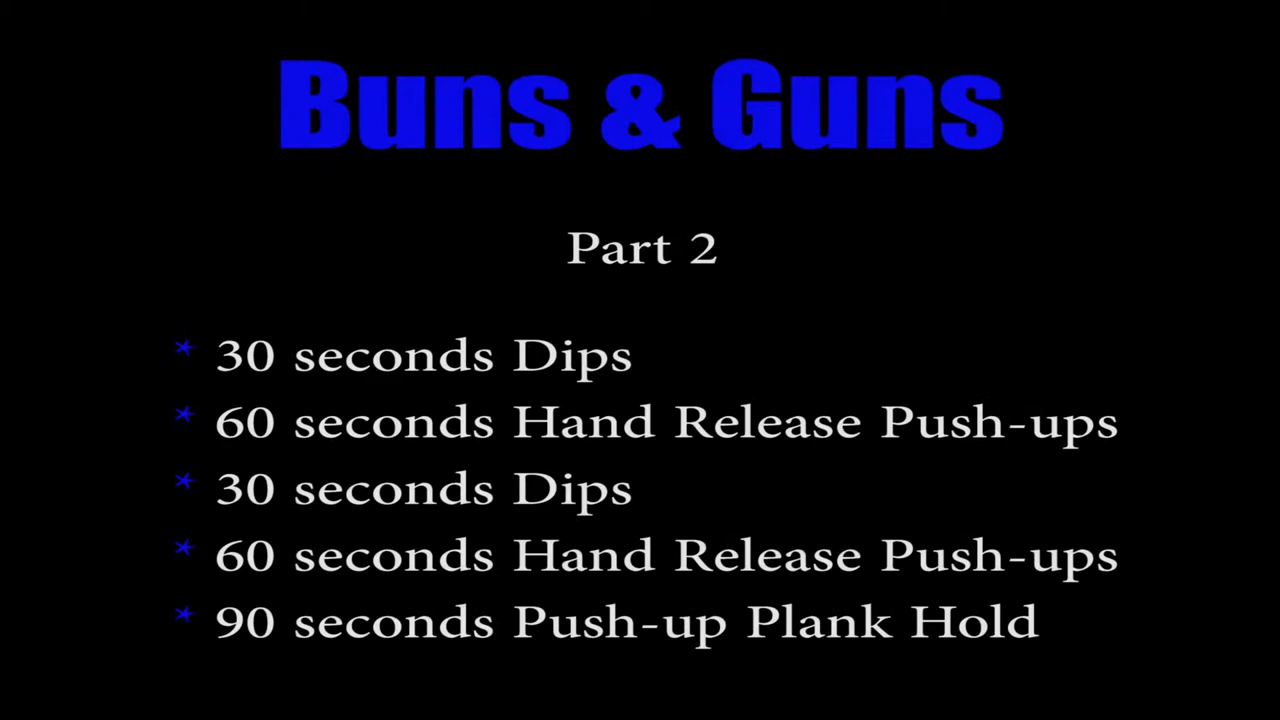 Buns & Guns
Part 2
* 30 seconds Dips
* 60 seconds Hand Release Push-ups
* 30 seconds Dips
* 60 seconds Hand Release Push-ups
* 90 seconds Push-up Plank Hold